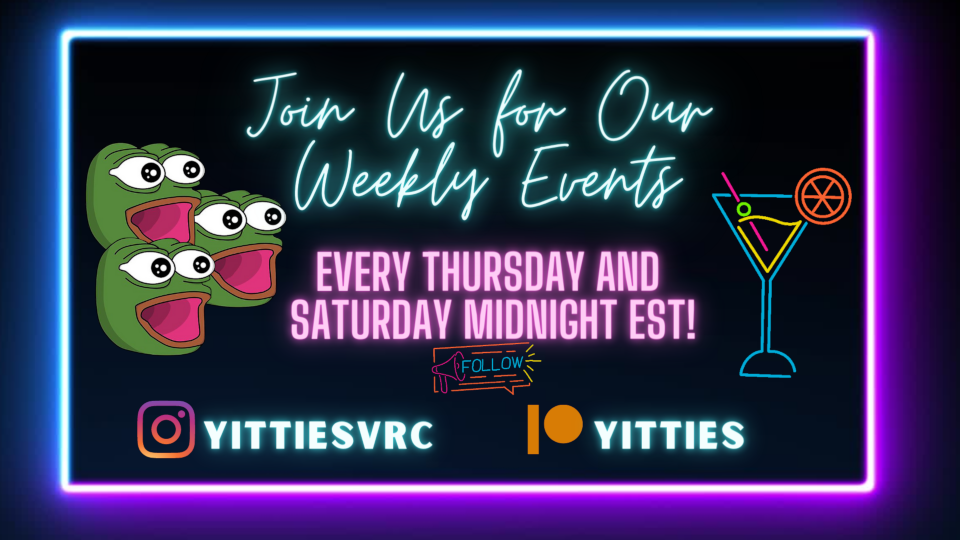 Join Us for Our
Weekly Events
EVERY THURSDAY AND
SATURDAY MIDNIGHT EST!
FOLLOW
YITTIESVRC
YITTIES